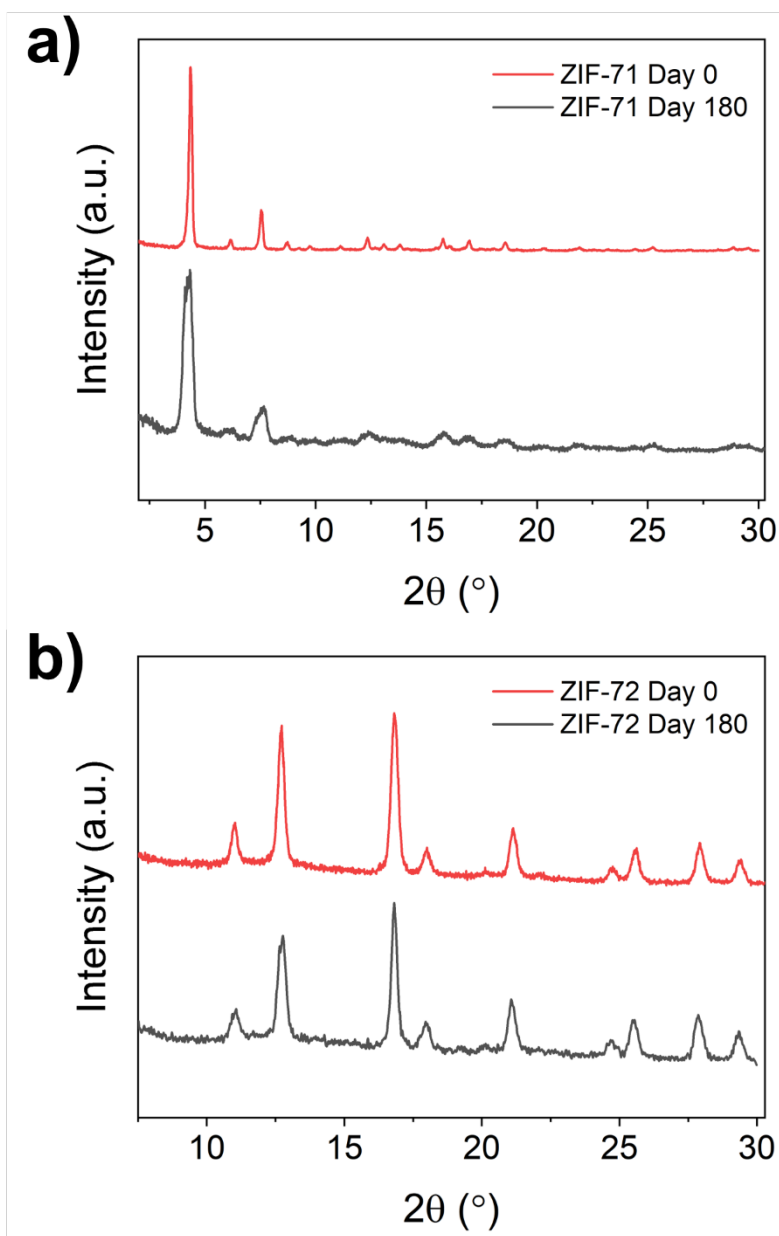 a)
ZIF-71 Day 0
ZIF-71 Day 180
Intensity (a.u.)
5 10 15 20 25 30
2θ (°)
b)
ZIF-72 Day 0
ZIF-72 Day 180
Intensity (a.u.)
10 15 20 25 30
2θ (°)